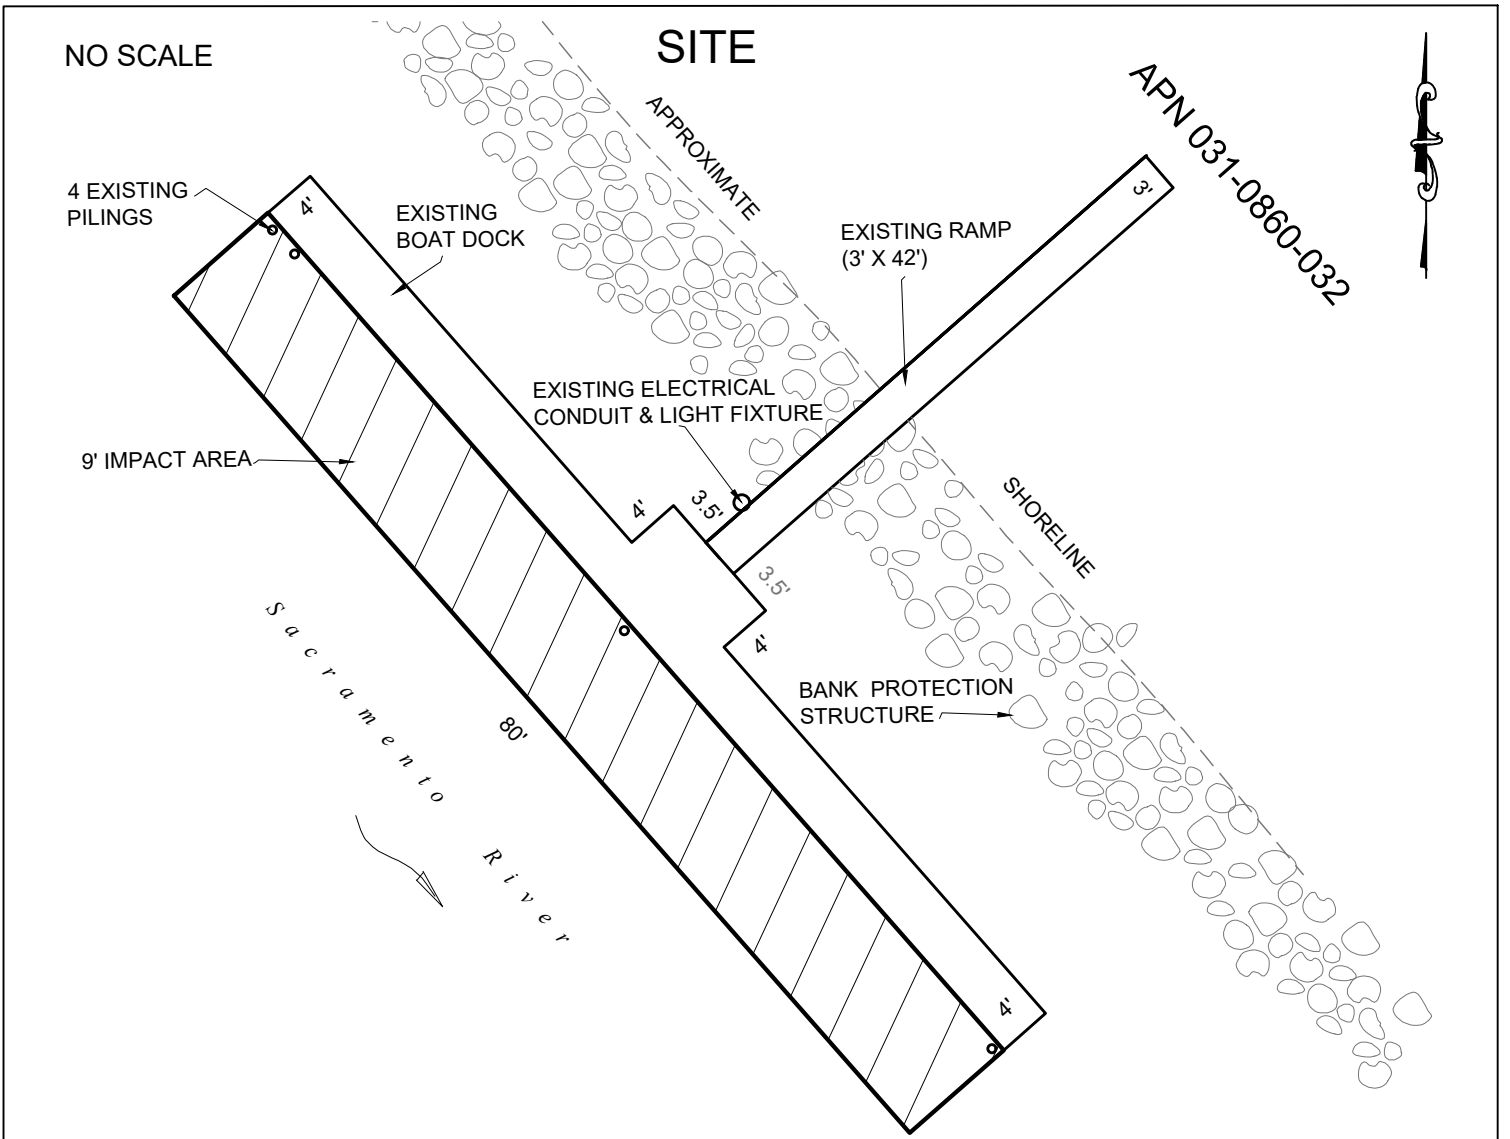 NO SCALE
SITE
APN 031-0860-032
APPROXIMATE
4 EXISTING
PILINGS
4'
EXISTING
BOAT DOCK
3'
EXISTING RAMP
(3' X 42')
EXISTING ELECTRICAL
CONDUIT & LIGHT FIXTURE
9' IMPACT AREA
4'
3.5'
SHORELINE
3.5'
4'
BANK PROTECTION
STRUCTURE
80'
Sacramento River
4'